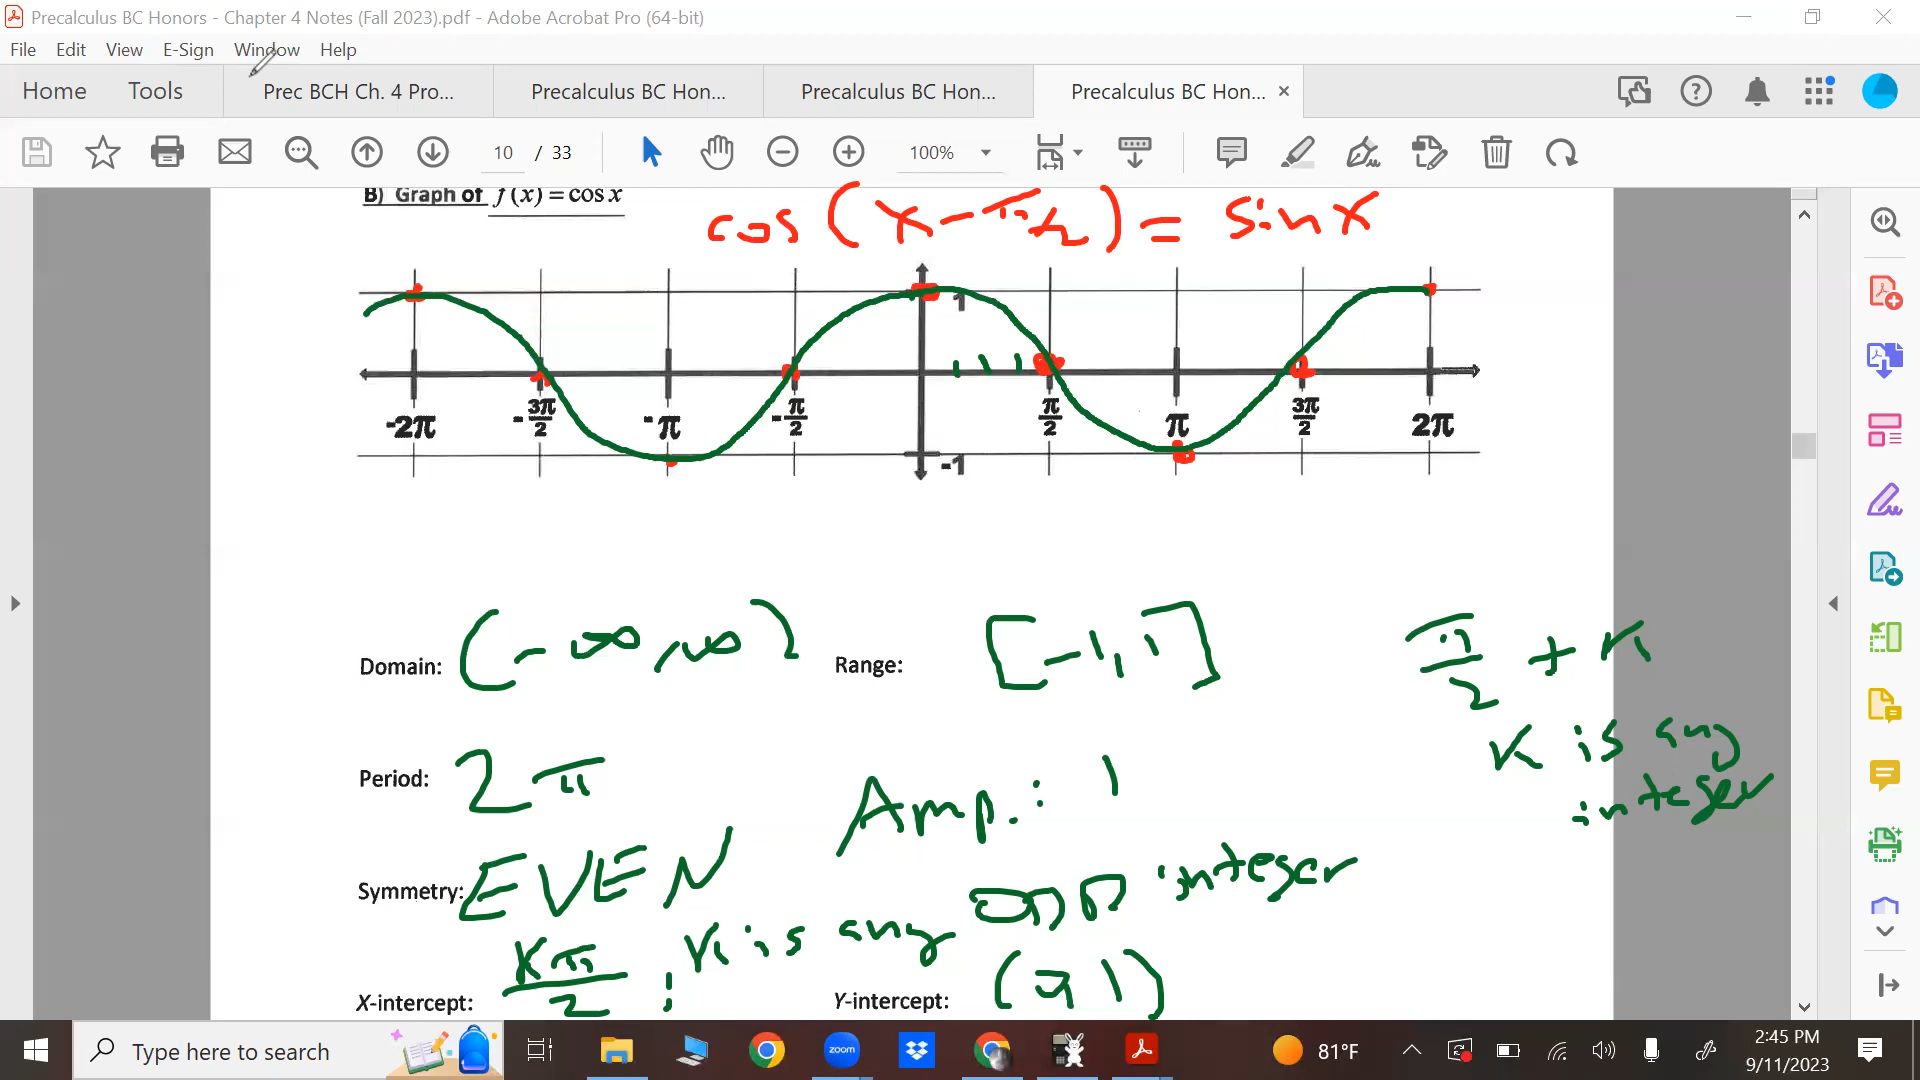 Precalculus BC Honors - Chapter 4 Notes (Fall 2023).pdf - Adobe Acrobat Pro (64-bit)
File Edit View E-Sign Window Help
Home Tools Prec BCH Ch. 4 Pro... Precalculus BC Hon... Precalculus BC Hon... Precalculus BC Hon... ×
10 / 33 100%
B) Graph of f(x) = cos x
cos (x - π/2) = sin x
1
-2π -3π/2 -π -π/2 π/2 π 3π/2 2π
-1
Domain: (-∞, ∞) Range: [-1, 1] π/2 + K
K is any
integer
Period: 2π Amp.: 1
Symmetry: EVEN
X-intercept: Kπ/2 ; K is any ODD integer
Y-intercept: (0, 1)
Type here to search zoom 81°F 2:45 PM
9/11/2023